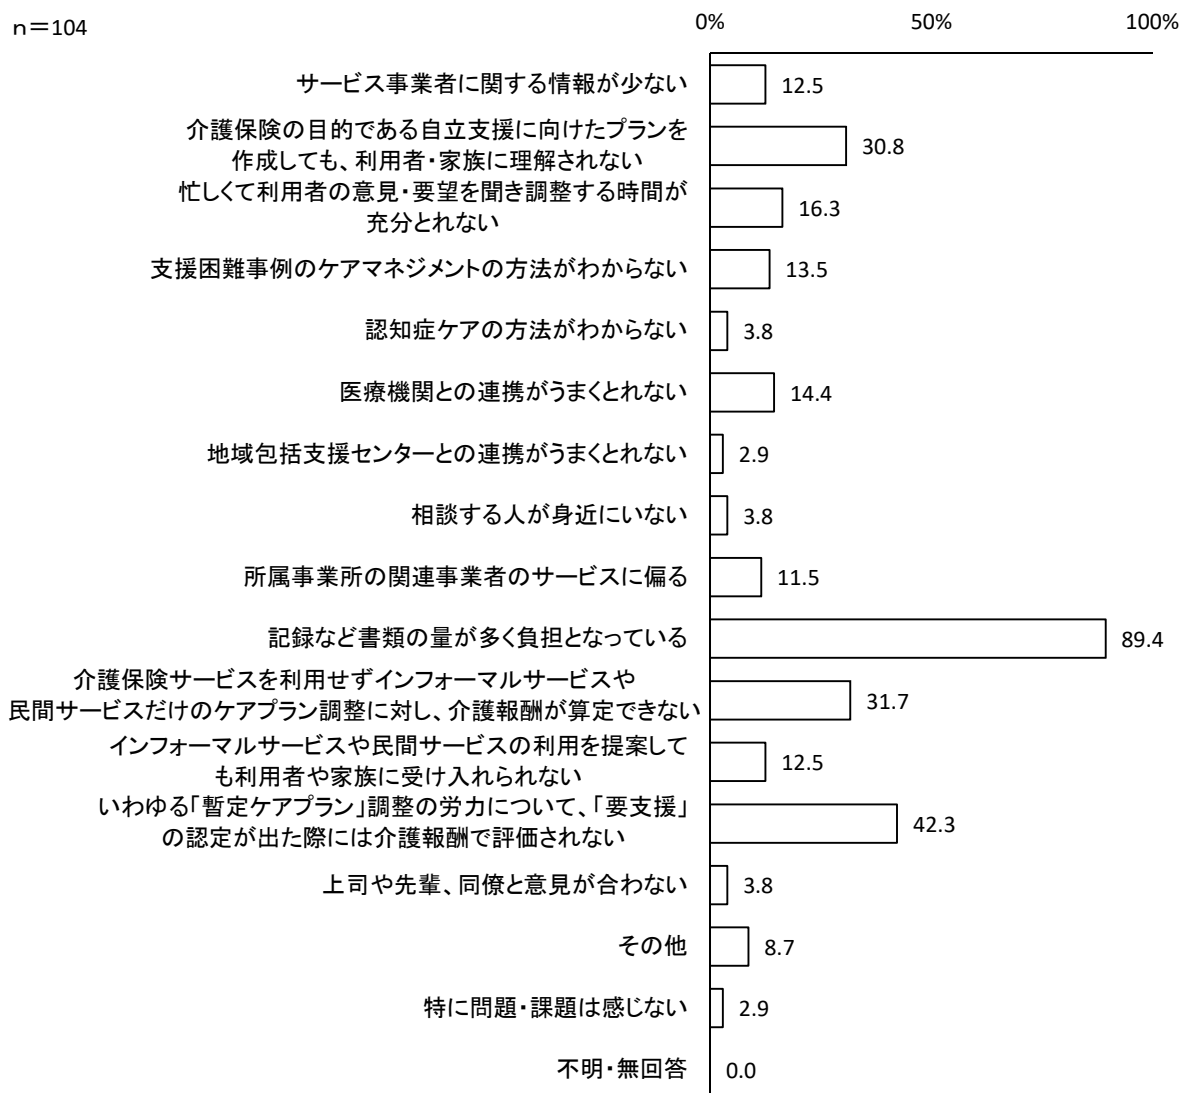 n＝104
0% 50% 100%
サービス事業者に関する情報が少ない 12.5
介護保険の目的である自立支援に向けたプランを
作成しても、利用者・家族に理解されない 30.8
忙しくて利用者の意見・要望を聞き調整する時間が
充分とれない 16.3
支援困難事例のケアマネジメントの方法がわからない 13.5
認知症ケアの方法がわからない 3.8
医療機関との連携がうまくとれない 14.4
地域包括支援センターとの連携がうまくとれない 2.9
相談する人が身近にいない 3.8
所属事業所の関連事業者のサービスに偏る 11.5
記録など書類の量が多く負担となっている 89.4
介護保険サービスを利用せずインフォーマルサービスや
民間サービスだけのケアプラン調整に対し、介護報酬が算定できない 31.7
インフォーマルサービスや民間サービスの利用を提案して
も利用者や家族に受け入れられない 12.5
いわゆる「暫定ケアプラン」調整の労力について、「要支援」
の認定が出た際には介護報酬で評価されない 42.3
上司や先輩、同僚と意見が合わない 3.8
その他 8.7
特に問題・課題は感じない 2.9
不明・無回答 0.0